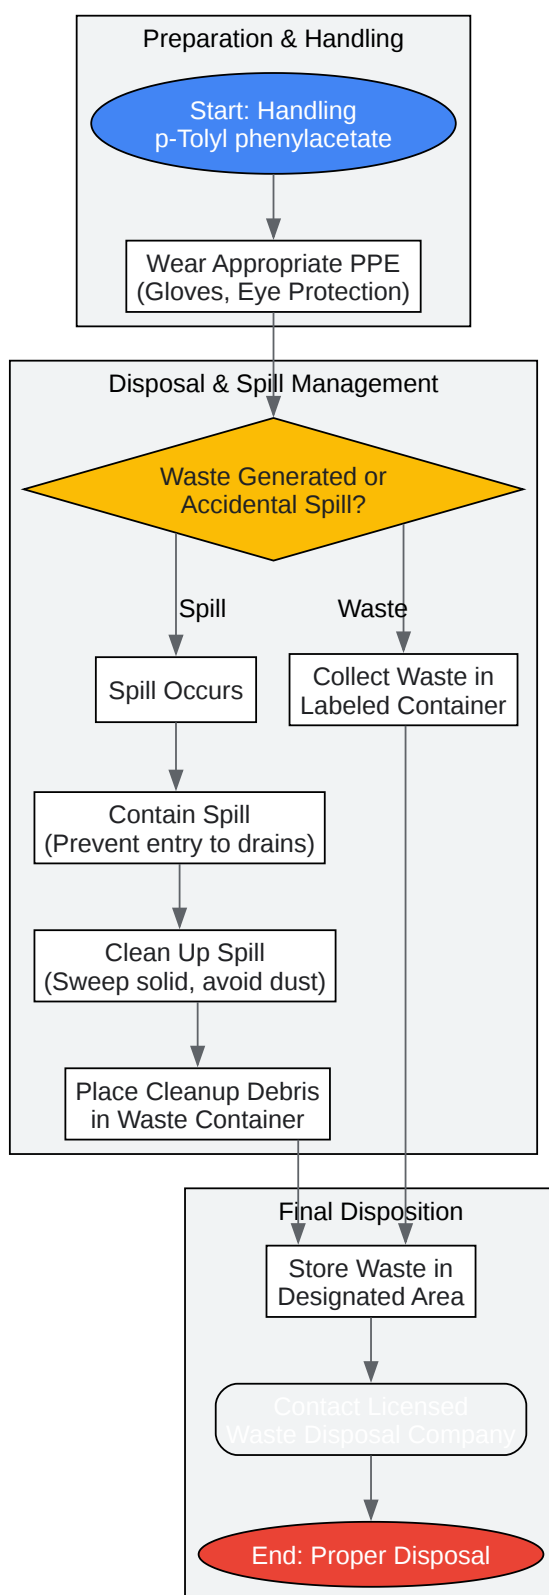 Preparation & Handling
Start: Handling
p-Tolyl phenylacetate
Wear Appropriate PPE
(Gloves, Eye Protection)
Disposal & Spill Management
Waste Generated or
Accidental Spill?
Spill
Waste
Spill Occurs
Collect Waste in
Labeled Container
Contain Spill
(Prevent entry to drains)
Clean Up Spill
(Sweep solid, avoid dust)
Place Cleanup Debris
in Waste Container
Final Disposition
Store Waste in
Designated Area
Contact Licensed
Waste Disposal Company
End: Proper Disposal